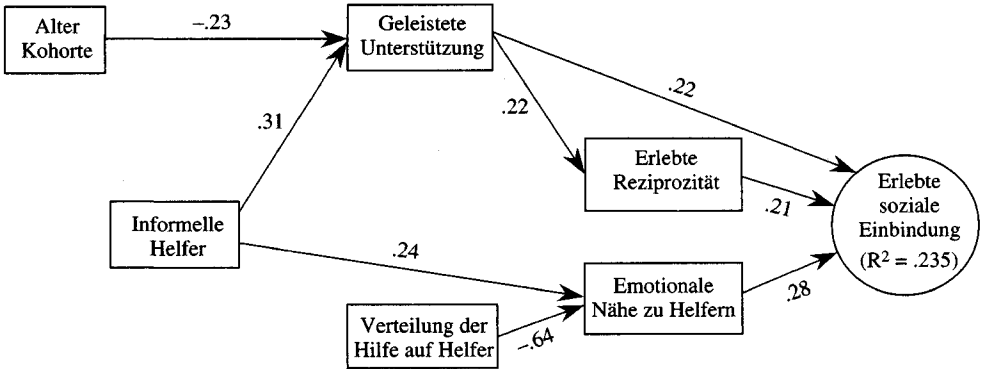 Alter
Kohorte
–.23
Geleistete
Unterstützung
.22
.31
.22
Erlebte
Reziprozität
.21
Erlebte
soziale
Einbindung
(R² = .235)
Informelle
Helfer
.24
Emotionale
Nähe zu Helfern
.28
Verteilung der
Hilfe auf Helfer
–.64